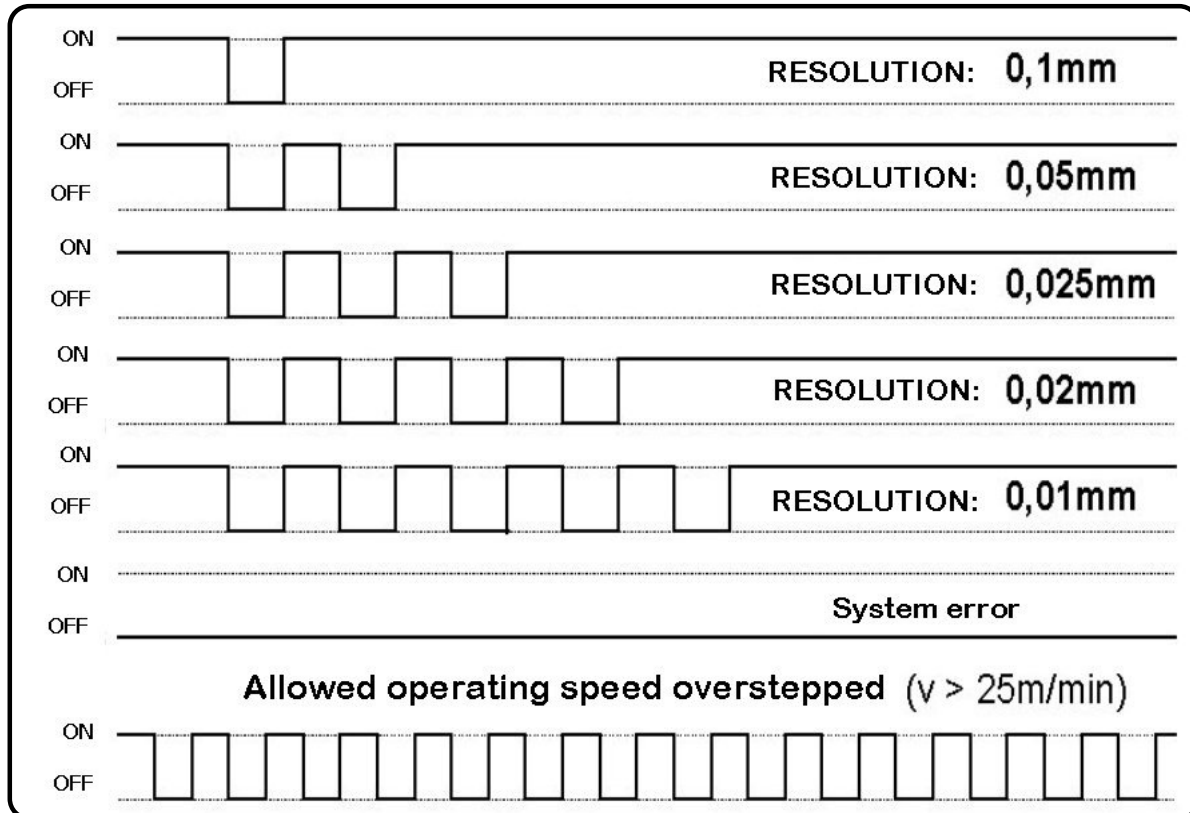 ON
RESOLUTION: 0,1mm
OFF
ON
RESOLUTION: 0,05mm
OFF
ON
RESOLUTION: 0,025mm
OFF
ON
RESOLUTION: 0,02mm
OFF
ON
RESOLUTION: 0,01mm
OFF
ON
System error
OFF
Allowed operating speed overstepped (v > 25m/min)
ON
OFF